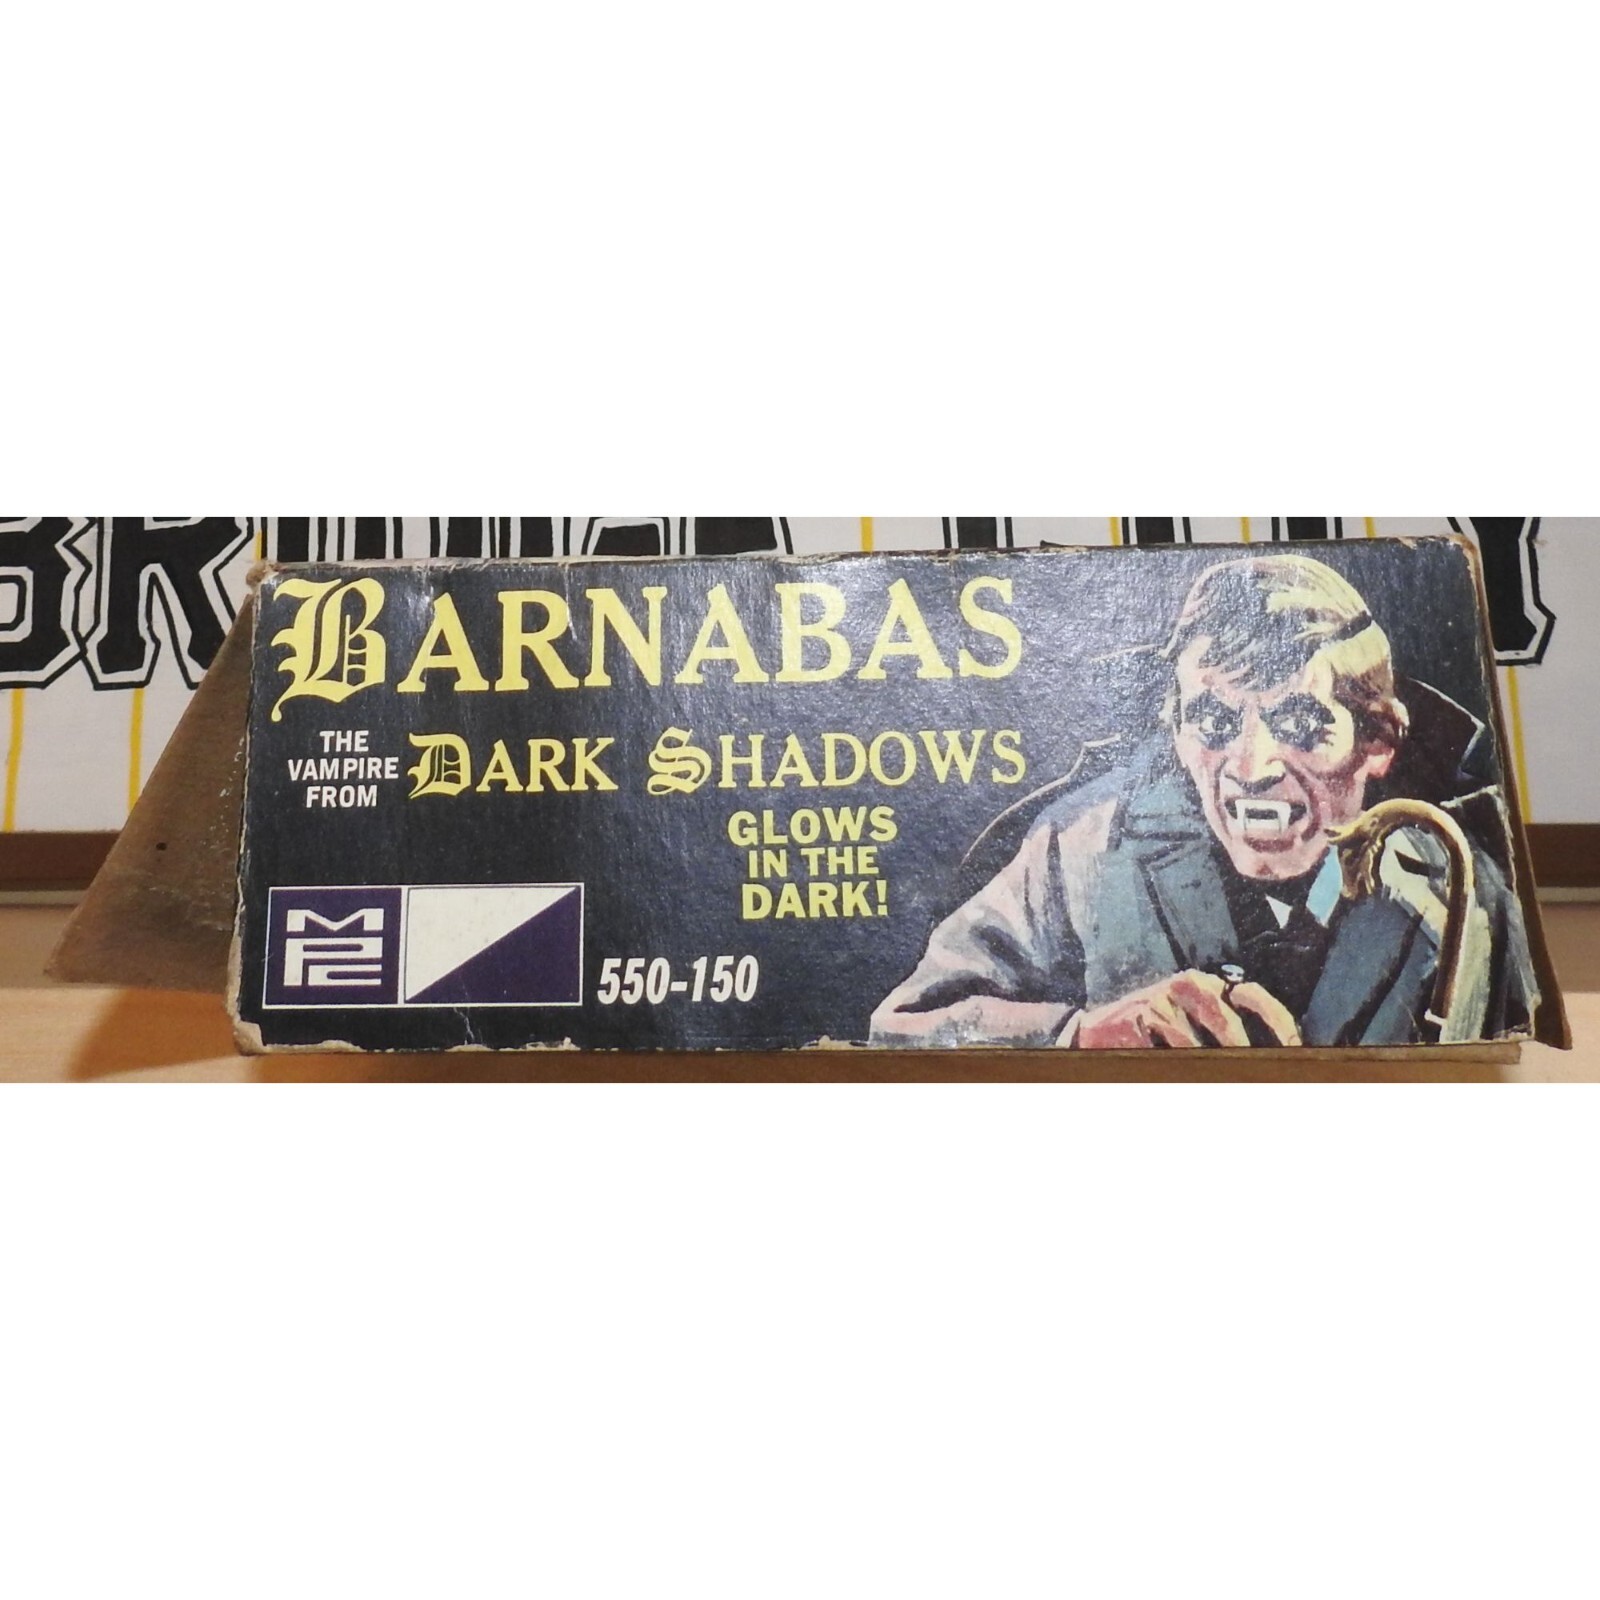 BARNABAS
THE
VAMPIRE
FROM
DARK SHADOWS
GLOWS
IN THE
DARK!
MPC
550-150